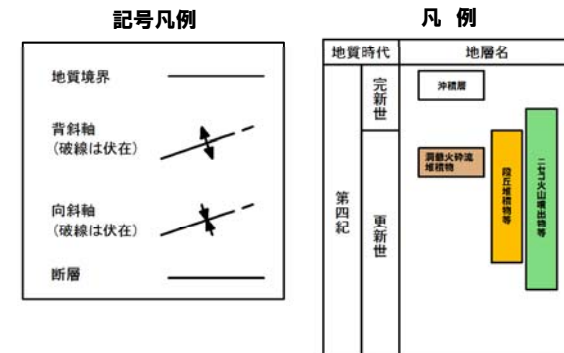 記号凡例
地質境界
背斜軸
(破線は伏在)
向斜軸
(破線は伏在)
断層
凡 例
地質時代
地層名
第四紀
完新世
更新世
沖積層
洞爺火砕流
堆積物
段丘堆積物等
ニセコ火山噴出物等